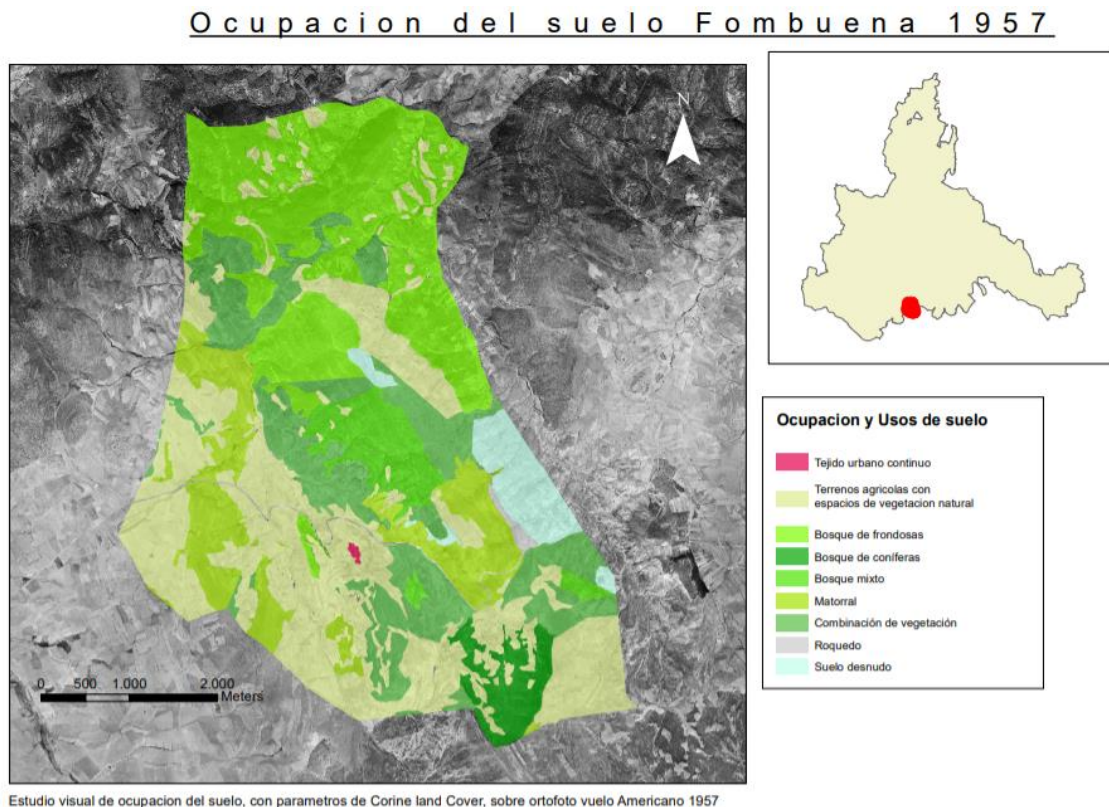 Ocupacion del suelo Fombuena 1957
N
Ocupacion y Usos de suelo
Tejido urbano continuo
Terrenos agricolas con
espacios de vegetacion natural
Bosque de frondosas
Bosque de coníferas
Bosque mixto
Matorral
Combinación de vegetación
Roquedo
Suelo desnudo
0 500 1.000 2.000
Meters
Estudio visual de ocupacion del suelo, con parametros de Corine land Cover, sobre ortofoto vuelo Americano 1957